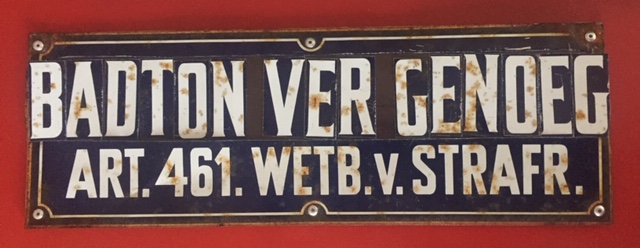 BADTON VER GENOEG
ART. 461. WETB. v. STRAFR.